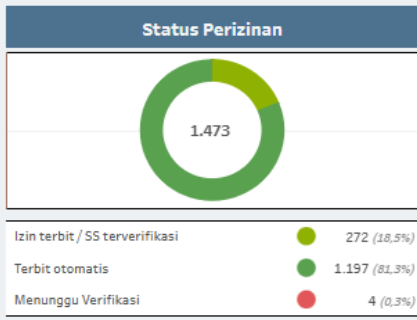 Status Perizinan
1.473
Izin terbit / SS terverifikasi 272 (18,5%)
Terbit otomatis 1.197 (81,3%)
Menunggu Verifikasi 4 (0,3%)